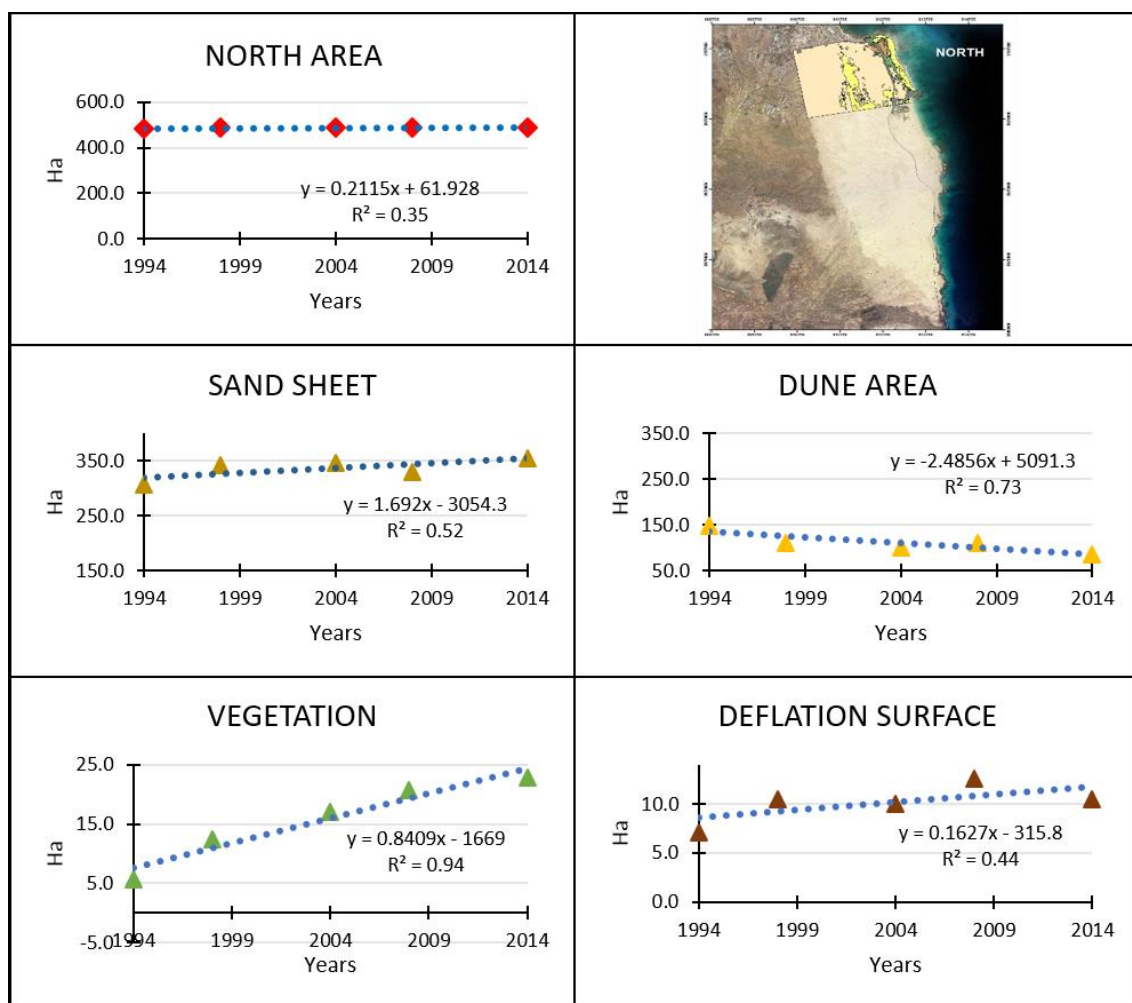 NORTH AREA
600.0
400.0
200.0
0.0
Ha
y = 0.2115x + 61.928
R² = 0.35
1994 1999 2004 2009 2014
Years
NORTH
SAND SHEET
350.0
250.0
150.0
Ha
y = 1.692x - 3054.3
R² = 0.52
1994 1999 2004 2009 2014
Years
DUNE AREA
350.0
250.0
150.0
50.0
Ha
y = -2.4856x + 5091.3
R² = 0.73
1994 1999 2004 2009 2014
Years
VEGETATION
25.0
15.0
5.0
-5.0
Ha
y = 0.8409x - 1669
R² = 0.94
1994 1999 2004 2009 2014
Years
DEFLATION SURFACE
10.0
5.0
0.0
Ha
y = 0.1627x - 315.8
R² = 0.44
1994 1999 2004 2009 2014
Years